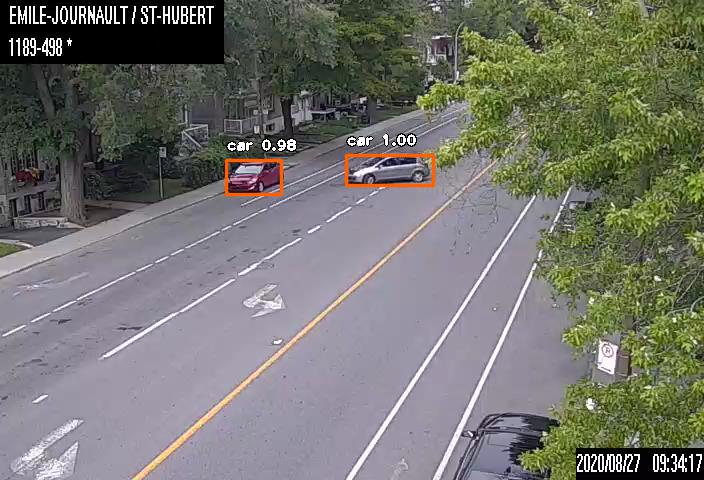 EMILE-JOURNAULT / ST-HUBERT
1189-498 *
car 0.98
car 1.00
2020/08/27 09:34:17